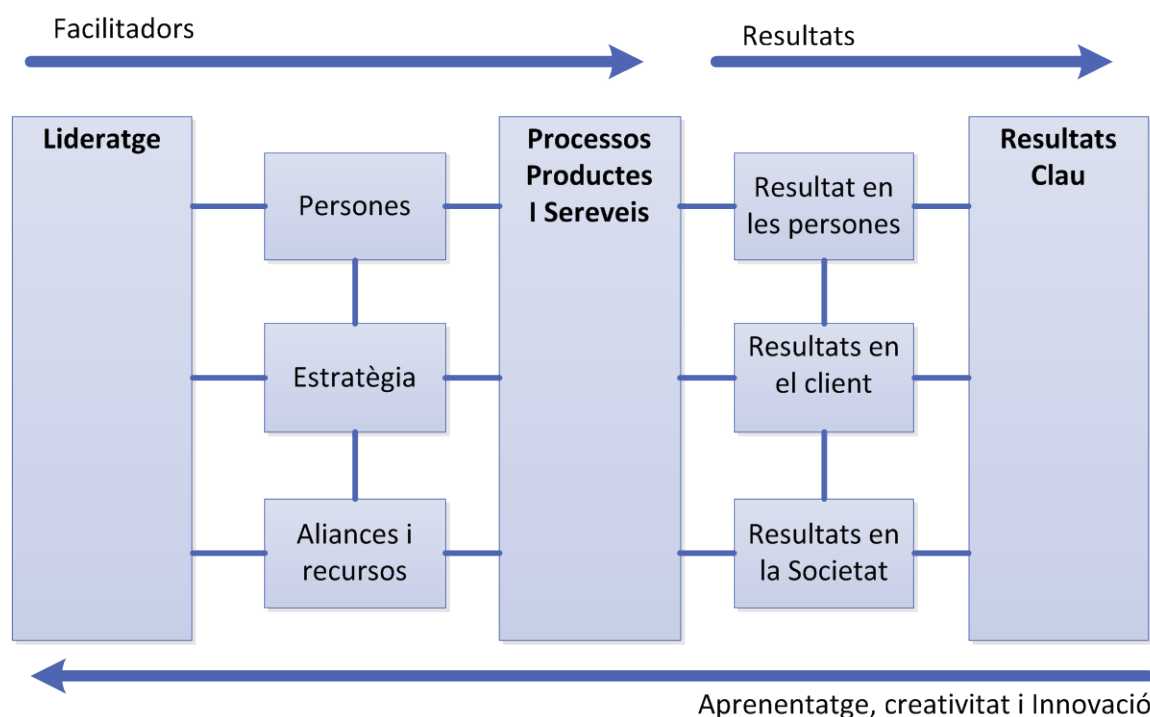 Facilitadors
Resultats
Lideratge
Persones
Estratègia
Aliances i
recursos
Processos
Productes
I Sereveis
Resultat en
les persones
Resultats en
el client
Resultats en
la Societat
Resultats
Clau
Aprenentatge, creativitat i Innovació